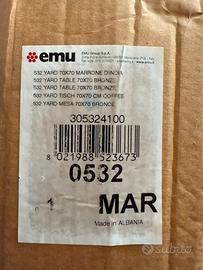 emu
EMU Group S.p.A.
532 YARD 70X70 MARRONE D'INDIA
532 YARD TABLE 70X70 BRONZE
532 YARD TABLE 70X70 BRONZE
532 YARD TISCH 70X70 CM COFFEE
532 YARD MESA 70X70 BRONCE
305324100
8 021988 523673
0532
MAR
Made in ALBANIA
subito